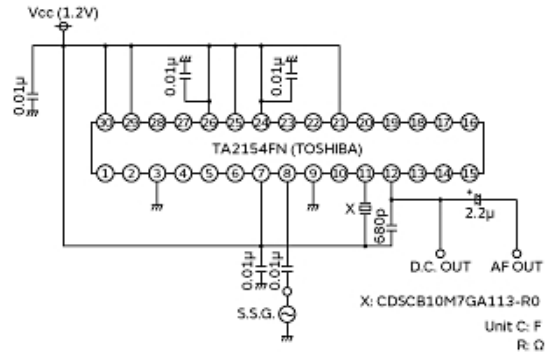 Vcc (1.2V)
0.01μ
0.01μ
0.01μ
30 29 28 27 26 25 24 23 22 21 20 19 18 17 16
TA2154FN (TOSHIBA)
1 2 3 4 5 6 7 8 9 10 11 12 13 14 15
X
680p
+
2.2μ
0.01μ
0.01μ
D.C. OUT
AF OUT
S.S.G.
X: CDSCB10M7GA113-R0
Unit C: F
R: Ω